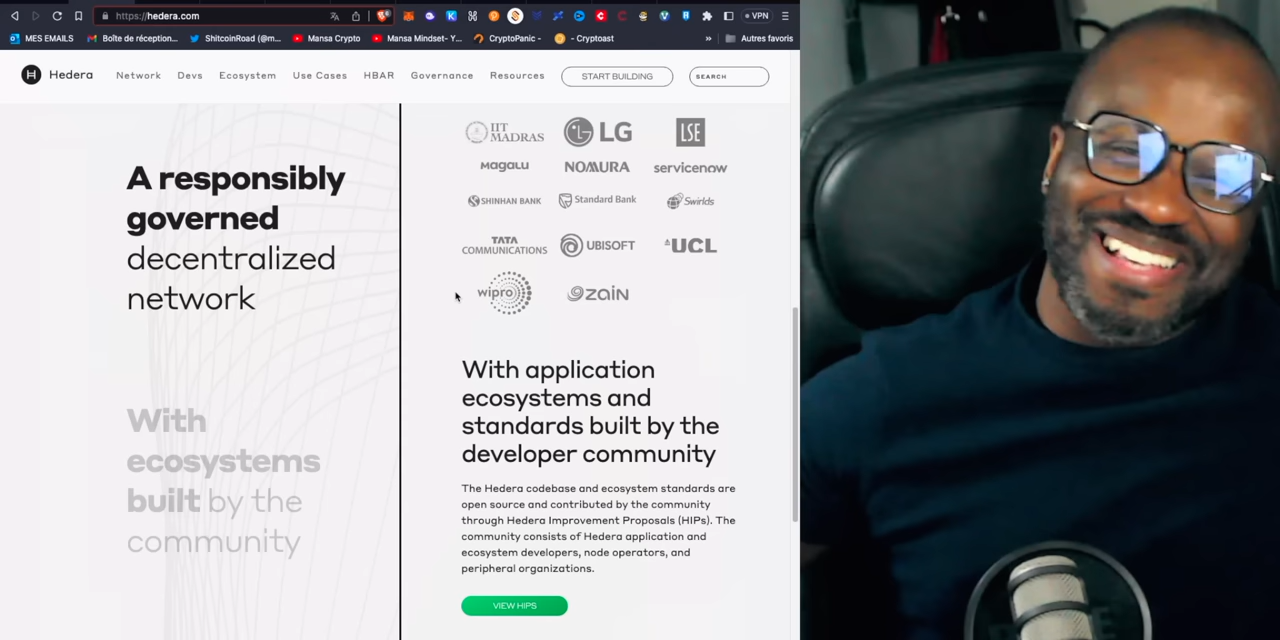 https://hedera.com
VPN
MES EMAILS
Boîte de réception...
ShitcoinRoad (@m...
Mansa Crypto
Mansa Mindset- Y...
CryptoPanic -
- Cryptoast
»
Autres favoris
Hedera
Network
Devs
Ecosystem
Use Cases
HBAR
Governance
Resources
START BUILDING
SEARCH
A responsibly
governed
decentralized
network
With
ecosystems
built by the
community
IIT
MADRAS
LG
LSE
MagaLu
NOMURA
servicenow
SHINHAN BANK
Standard Bank
Swirlds
TATA
COMMUNICATIONS
UBISOFT
UCL
wipro
zain
With application
ecosystems and
standards built by the
developer community
The Hedera codebase and ecosystem standards are
open source and contributed by the community
through Hedera Improvement Proposals (HIPs). The
community consists of Hedera application and
ecosystem developers, node operators, and
peripheral organizations.
VIEW HIPS